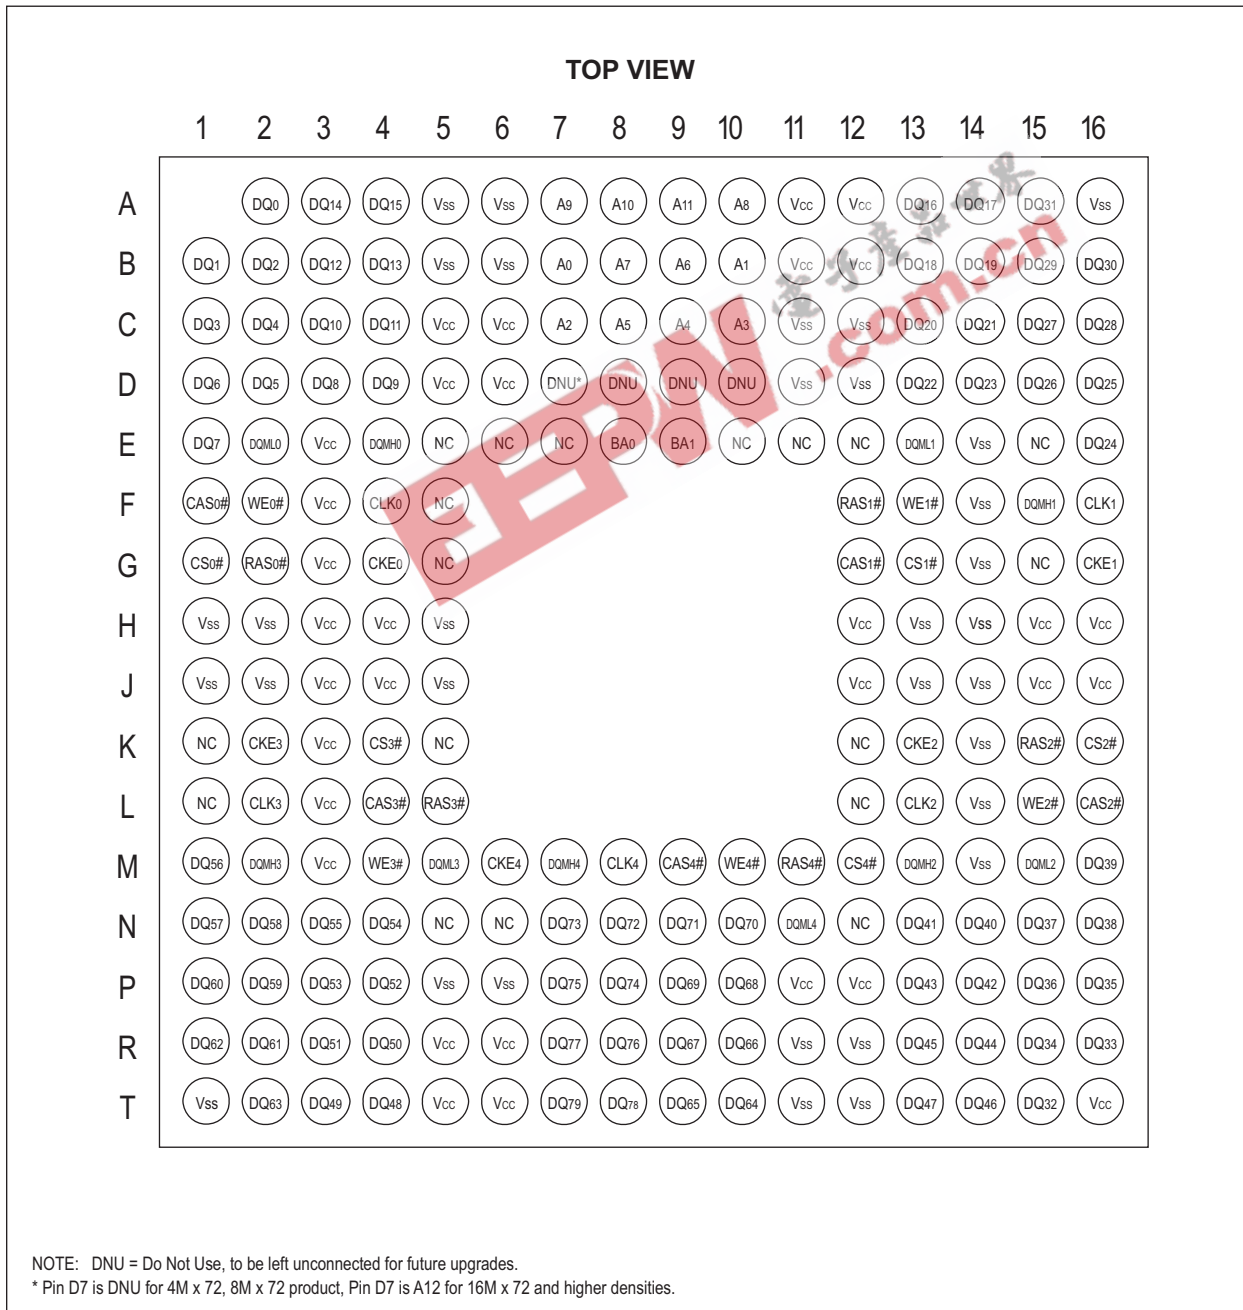 TOP VIEW
1 2 3 4 5 6 7 8 9 10 11 12 13 14 15 16
A DQ0 DQ14 DQ15 Vss Vss A9 A10 A11 A8 Vcc Vcc DQ16 DQ17 DQ31 Vss
B DQ1 DQ2 DQ12 DQ13 Vss Vss A0 A7 A6 A1 Vcc Vcc DQ18 DQ19 DQ29 DQ30
C DQ3 DQ4 DQ10 DQ11 Vcc Vcc A2 A5 A4 A3 Vss Vss DQ20 DQ21 DQ27 DQ28
D DQ6 DQ5 DQ8 DQ9 Vcc Vcc DNU* DNU DNU DNU Vss Vss DQ22 DQ23 DQ26 DQ25
E DQ7 DQML0 Vcc DQMH0 NC NC NC BA0 BA1 NC NC NC DQML1 Vss NC DQ24
F CAS0# WE0# Vcc CLK0 NC RAS1# WE1# Vss DQMH1 CLK1
G CS0# RAS0# Vcc CKE0 NC CAS1# CS1# Vss NC CKE1
H Vss Vss Vcc Vcc Vss Vcc Vss Vss Vcc Vcc
J Vss Vss Vcc Vcc Vss Vcc Vss Vss Vcc Vcc
K NC CKE3 Vcc CS3# NC NC CKE2 Vss RAS2# CS2#
L NC CLK3 Vcc CAS3# RAS3# NC CLK2 Vss WE2# CAS2#
M DQ56 DQMH3 Vcc WE3# DQML3 CKE4 DQMH4 CLK4 CAS4# WE4# RAS4# CS4# DQMH2 Vss DQML2 DQ39
N DQ57 DQ58 DQ55 DQ54 NC NC DQ73 DQ72 DQ71 DQ70 DQML4 NC DQ41 DQ40 DQ37 DQ38
P DQ60 DQ59 DQ53 DQ52 Vss Vss DQ75 DQ74 DQ69 DQ68 Vcc Vcc DQ43 DQ42 DQ36 DQ35
R DQ62 DQ61 DQ51 DQ50 Vcc Vcc DQ77 DQ76 DQ67 DQ66 Vss Vss DQ45 DQ44 DQ34 DQ33
T Vss DQ63 DQ49 DQ48 Vcc Vcc DQ79 DQ78 DQ65 DQ64 Vss Vss DQ47 DQ46 DQ32 Vcc
EEPW.com.cn
电子产品世界
NOTE: DNU = Do Not Use, to be left unconnected for future upgrades.
* Pin D7 is DNU for 4M x 72, 8M x 72 product, Pin D7 is A12 for 16M x 72 and higher densities.